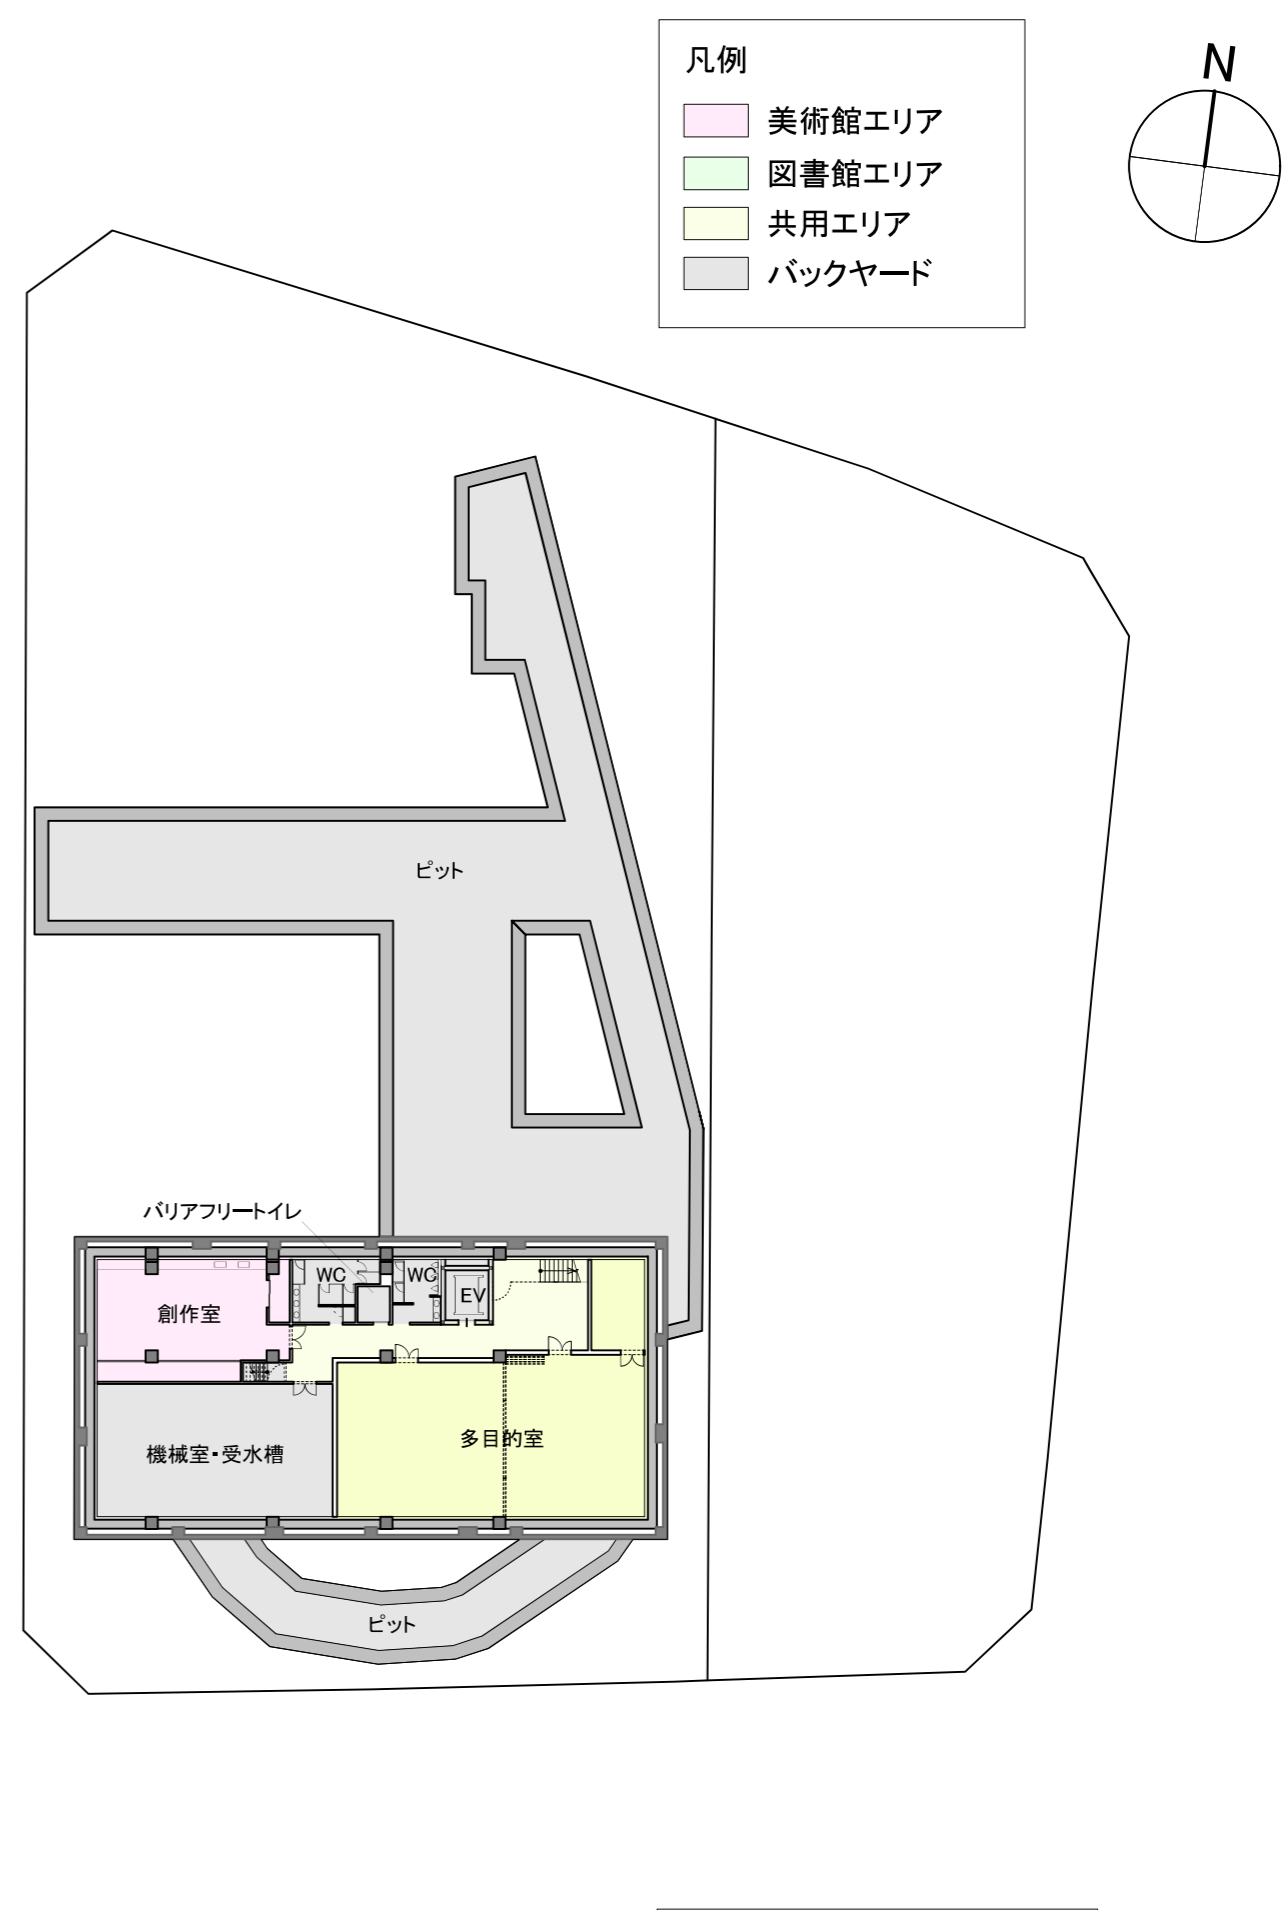 凡例
美術館エリア
図書館エリア
共用エリア
バックヤード
N
ピット
バリアフリートイレ
WC
WC
EV
創作室
多目的室
機械室・受水槽
ピット